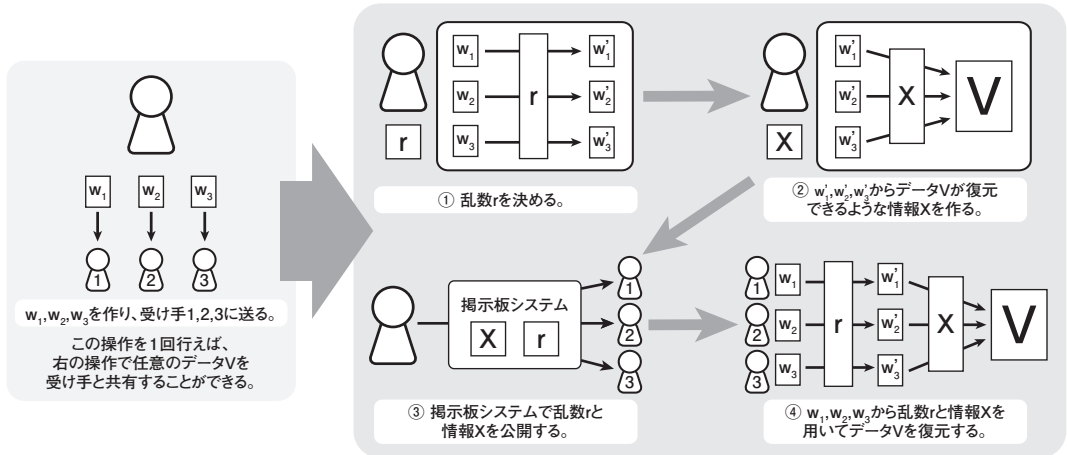 w₁
w₂
w₃
1
2
3
w₁,w₂,w₃を作り、受け手1,2,3に送る。
この操作を1回行えば、
右の操作で任意のデータVを
受け手と共有することができる。
r
w₁
w₂
w₃
r
w'₁
w'₂
w'₃
① 乱数rを決める。
X
w'₁
w'₂
w'₃
X
V
② w'₁,w'₂,w'₃からデータVが復元
できるような情報Xを作る。
掲示板システム
X r
1
2
3
③ 掲示板システムで乱数rと
情報Xを公開する。
1
2
3
w₁
w₂
w₃
r
w'₁
w'₂
w'₃
X
V
④ w₁,w₂,w₃から乱数rと情報Xを
用いてデータVを復元する。